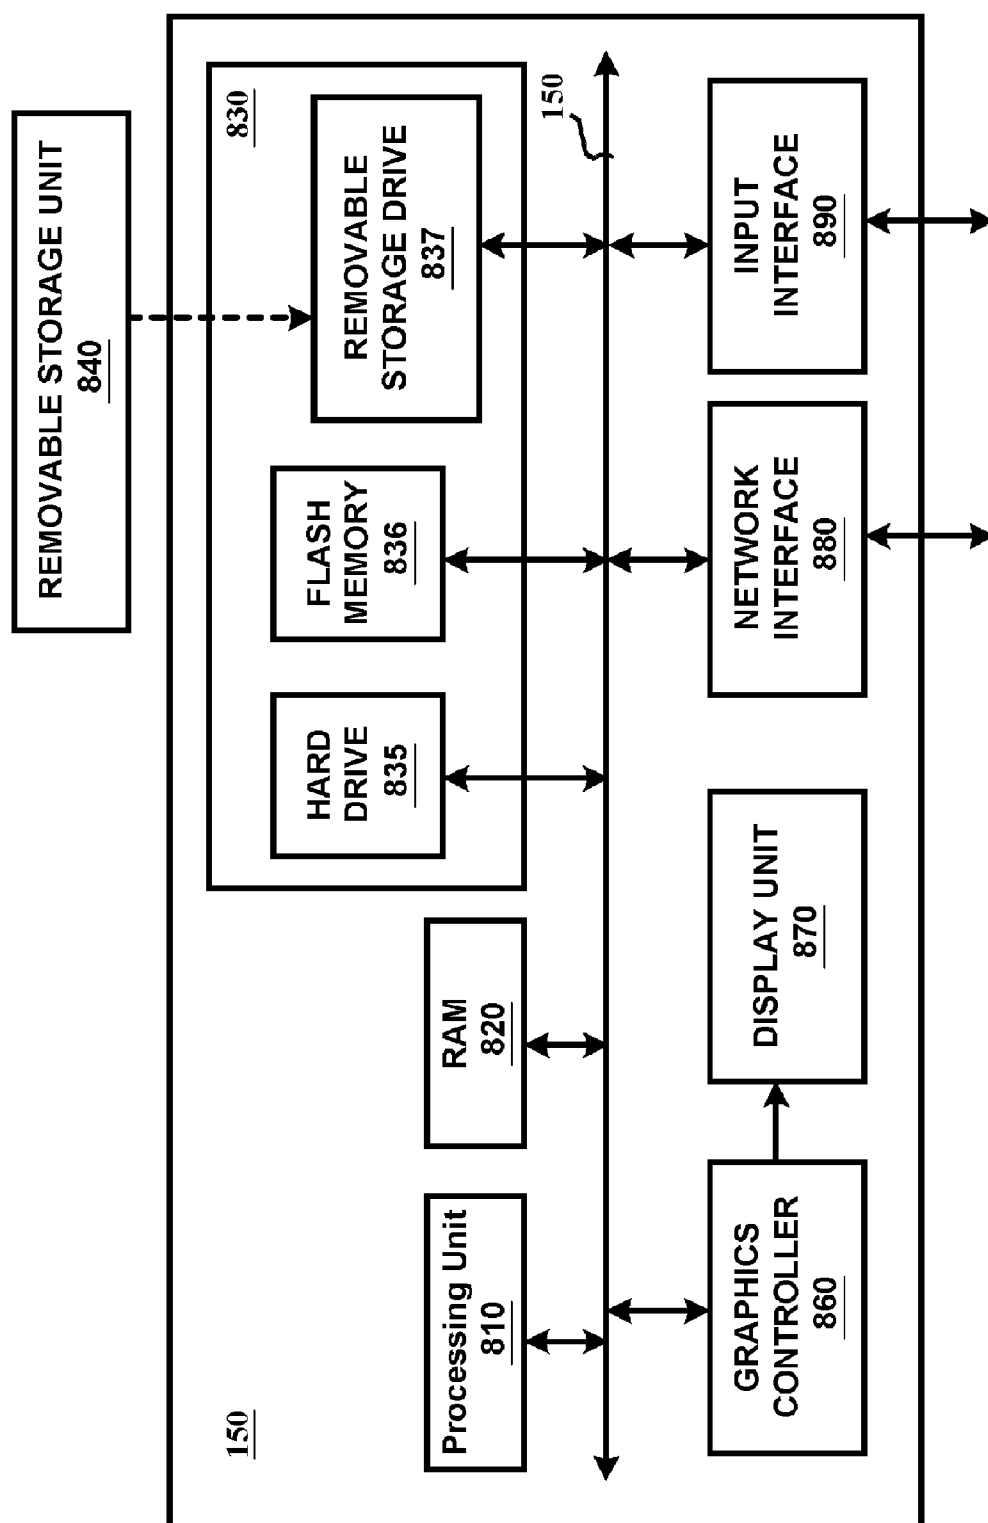 150
Processing Unit
810
RAM
820
830
HARD
DRIVE
835
FLASH
MEMORY
836
REMOVABLE
STORAGE DRIVE
837
REMOVABLE STORAGE UNIT
840
150
GRAPHICS
CONTROLLER
860
DISPLAY UNIT
870
NETWORK
INTERFACE
880
INPUT
INTERFACE
890